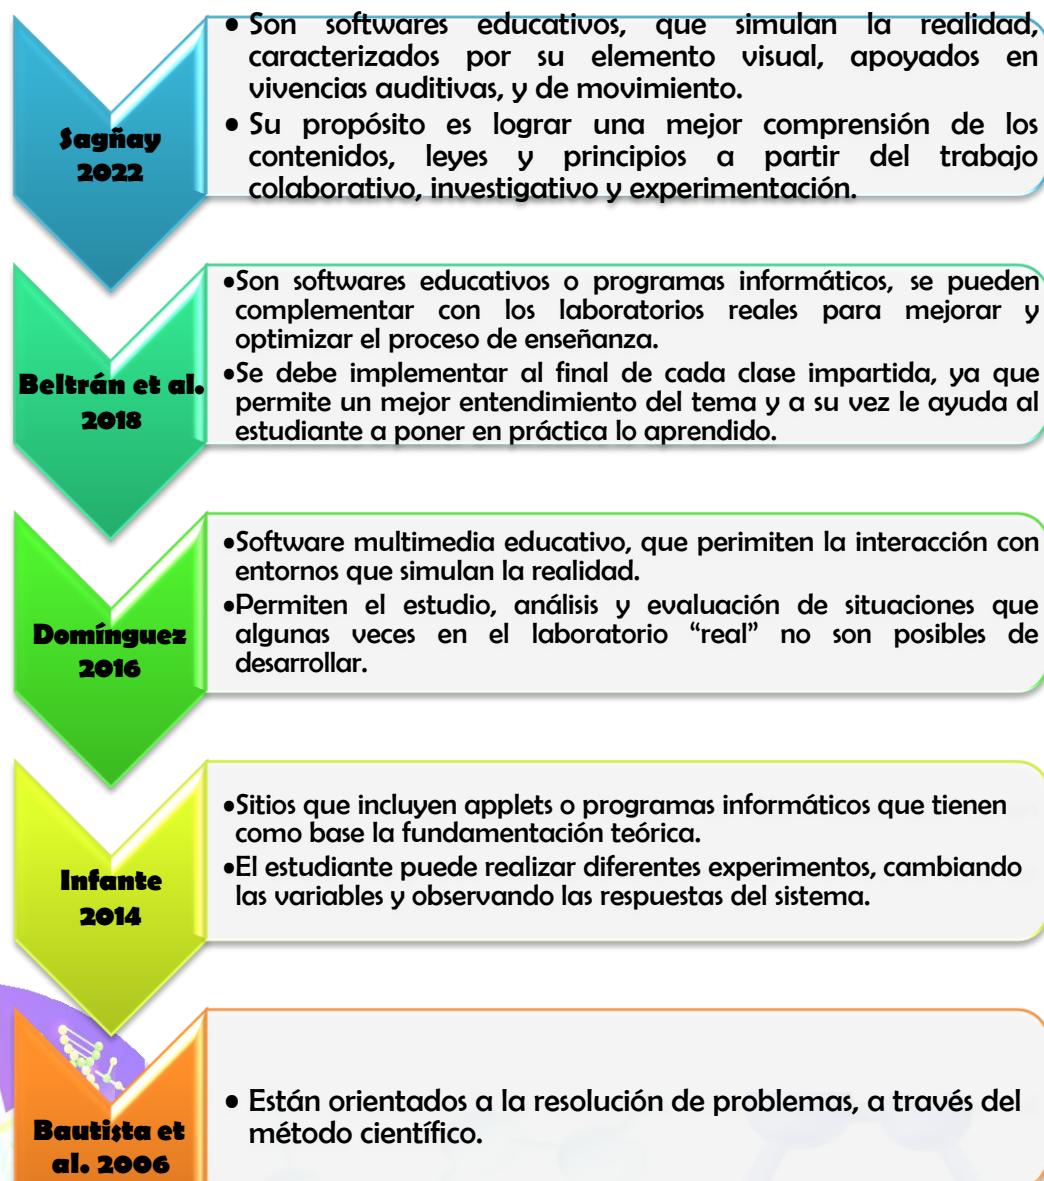 Sagñay
2022
• Son softwares educativos, que simulan la realidad,
caracterizados por su elemento visual, apoyados en
vivencias auditivas, y de movimiento.
• Su propósito es lograr una mejor comprensión de los
contenidos, leyes y principios a partir del trabajo
colaborativo, investigativo y experimentación.
Beltrán et al.
2018
•Son softwares educativos o programas informáticos, se pueden
complementar con los laboratorios reales para mejorar y
optimizar el proceso de enseñanza.
•Se debe implementar al final de cada clase impartida, ya que
permite un mejor entendimiento del tema y a su vez le ayuda al
estudiante a poner en práctica lo aprendido.
Domínguez
2016
•Software multimedia educativo, que perimiten la interacción con
entornos que simulan la realidad.
•Permiten el estudio, análisis y evaluación de situaciones que
algunas veces en el laboratorio “real” no son posibles de
desarrollar.
Infante
2014
•Sitios que incluyen applets o programas informáticos que tienen
como base la fundamentación teórica.
•El estudiante puede realizar diferentes experimentos, cambiando
las variables y observando las respuestas del sistema.
Bautista et
al. 2006
• Están orientados a la resolución de problemas, a través del
método científico.